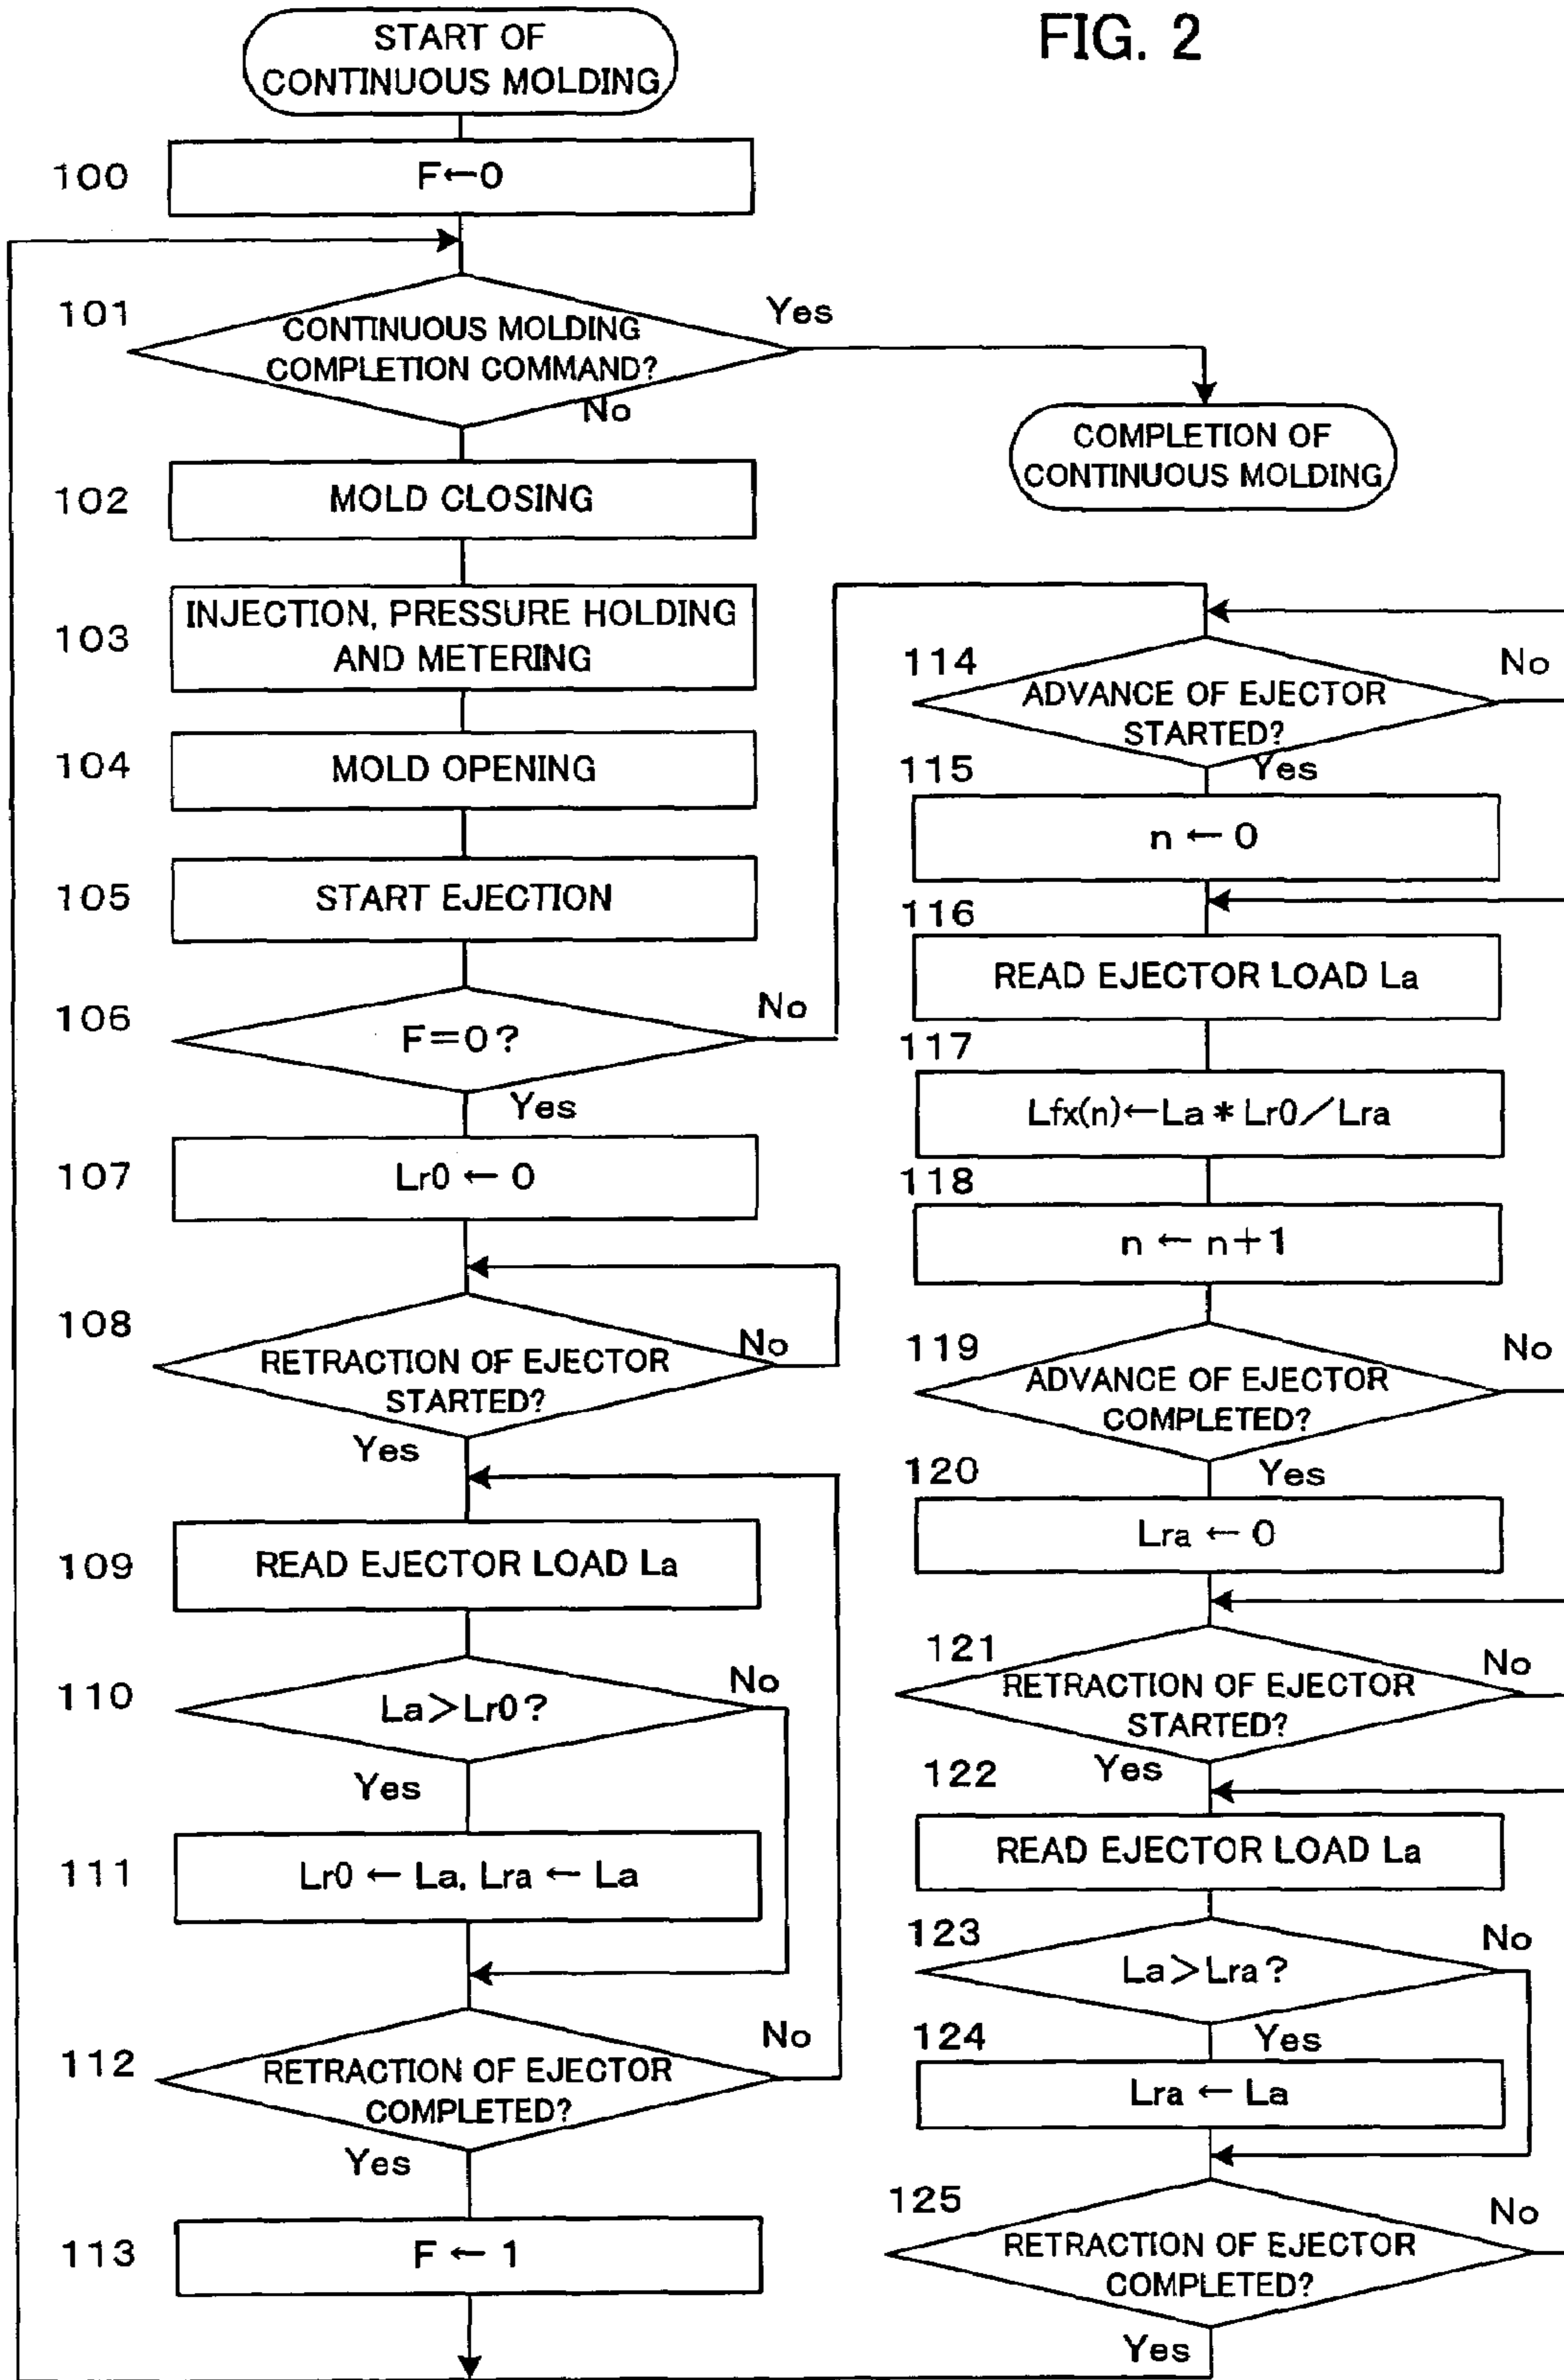 FIG. 2
START OF
CONTINUOUS MOLDING
100
F←0
101
CONTINUOUS MOLDING
COMPLETION COMMAND?
Yes
No
COMPLETION OF
CONTINUOUS MOLDING
102
MOLD CLOSING
103
INJECTION, PRESSURE HOLDING
AND METERING
104
MOLD OPENING
105
START EJECTION
106
F=0?
No
Yes
107
Lr0 ← 0
108
RETRACTION OF EJECTOR
STARTED?
No
Yes
109
READ EJECTOR LOAD La
110
La>Lr0?
No
Yes
111
Lr0 ← La, Lra ← La
112
RETRACTION OF EJECTOR
COMPLETED?
No
Yes
113
F ← 1
114
ADVANCE OF EJECTOR
STARTED?
No
Yes
115
n ← 0
116
READ EJECTOR LOAD La
117
Lfx(n)←La * Lr0/Lra
118
n ← n+1
119
ADVANCE OF EJECTOR
COMPLETED?
No
Yes
120
Lra ← 0
121
RETRACTION OF EJECTOR
STARTED?
No
Yes
122
READ EJECTOR LOAD La
123
La>Lra?
No
Yes
124
Lra ← La
125
RETRACTION OF EJECTOR
COMPLETED?
No
Yes